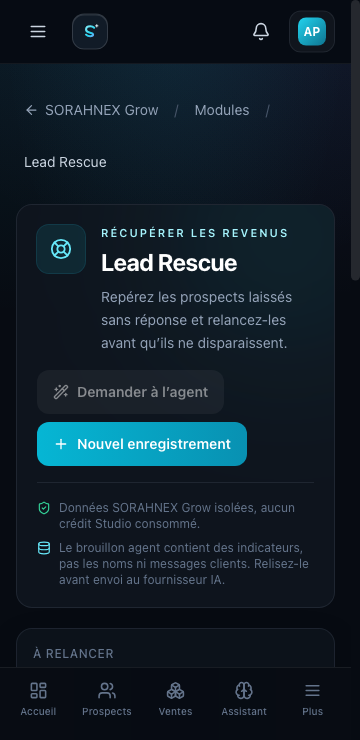 AP
SORAHNEX Grow / Modules /
Lead Rescue
RÉCUPÉRER LES REVENUS
Lead Rescue
Repérez les prospects laissés
sans réponse et relancez-les
avant qu’ils ne disparaissent.
Demander à l’agent
Nouvel enregistrement
Données SORAHNEX Grow isolées, aucun
crédit Studio consommé.
Le brouillon agent contient des indicateurs,
pas les noms ni messages clients. Relisez-le
avant envoi au fournisseur IA.
À RELANCER
Accueil Prospects Ventes Assistant Plus